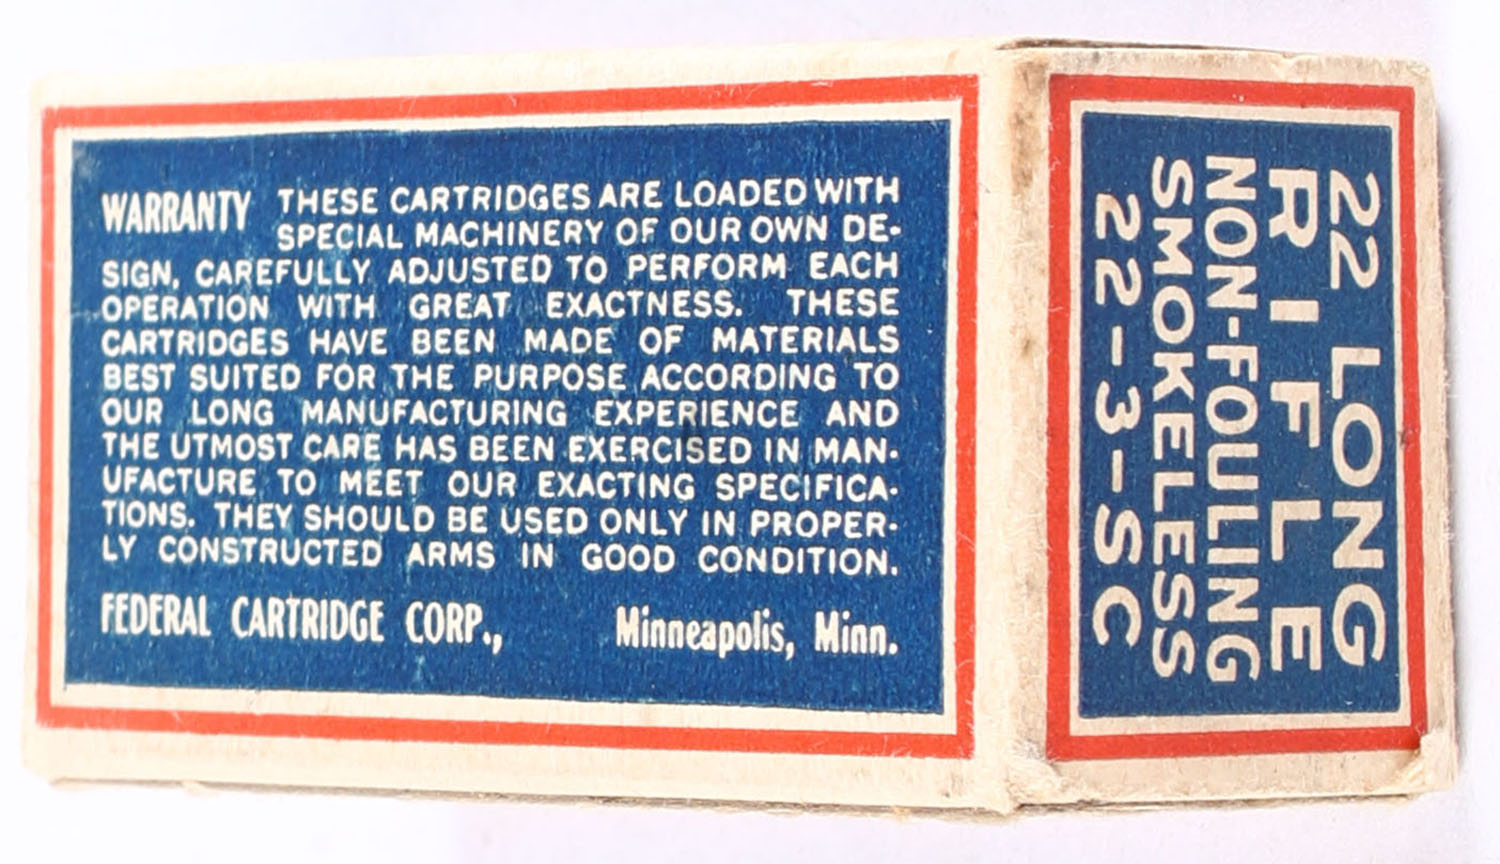 WARRANTY THESE CARTRIDGES ARE LOADED WITH
SPECIAL MACHINERY OF OUR OWN DE-
SIGN, CAREFULLY ADJUSTED TO PERFORM EACH
OPERATION WITH GREAT EXACTNESS. THESE
CARTRIDGES HAVE BEEN MADE OF MATERIALS
BEST SUITED FOR THE PURPOSE ACCORDING TO
OUR LONG MANUFACTURING EXPERIENCE AND
THE UTMOST CARE HAS BEEN EXERCISED IN MAN-
UFACTURE TO MEET OUR EXACTING SPECIFICA-
TIONS. THEY SHOULD BE USED ONLY IN PROPER-
LY CONSTRUCTED ARMS IN GOOD CONDITION.
FEDERAL CARTRIDGE CORP., Minneapolis, Minn.
22 LONG
RIFLE
NON-FOULING
SMOKELESS
22-3-SC